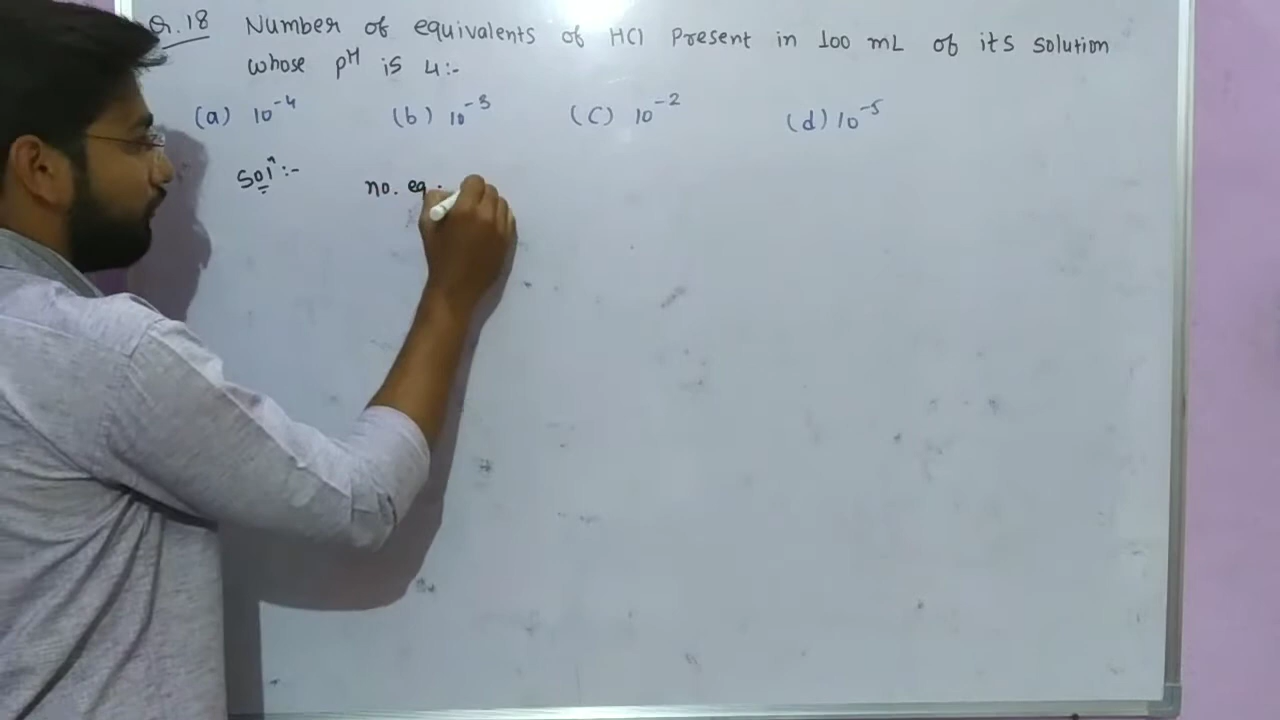 Q.18 Number of equivalents of HCl Present in 100 mL of its solution
whose pH is 4:-
(a) 10⁻⁴ (b) 10⁻³ (c) 10⁻² (d) 10⁻⁵
Solⁿ:- no. eq.